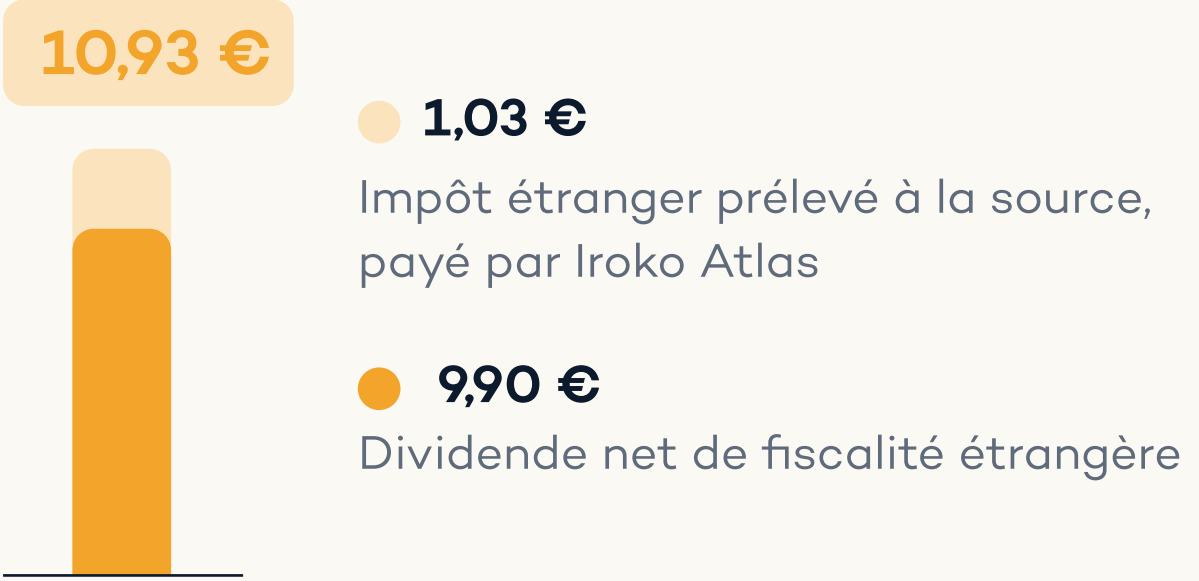 10,93 €
1,03 €
Impôt étranger prélevé à la source,
payé par Iroko Atlas
9,90 €
Dividende net de fiscalité étrangère